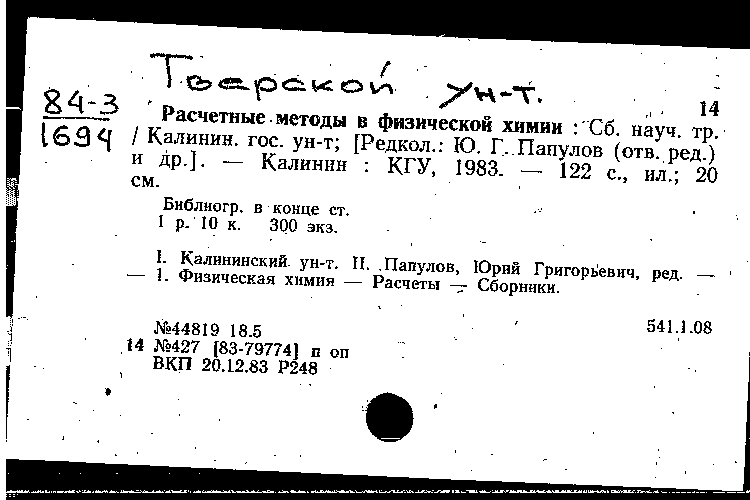 Тверской ун-т.
14
84-3
1694
Расчетные методы в физической химии : Сб. науч. тр.
/ Калинин. гос. ун-т; [Редкол.: Ю. Г. Папулов (отв. ред.)
и др.]. — Калинин : КГУ, 1983. — 122 с., ил.; 20
см.
Библиогр. в конце ст.
1 р. 10 к. 300 экз.
I. Калининский ун-т. II. Папулов, Юрий Григорьевич, ред. —
— 1. Физическая химия — Расчеты — Сборники.
№44819 18.5
541.1.08
14 №427 [83-79774] п оп
ВКП 20.12.83 Р248